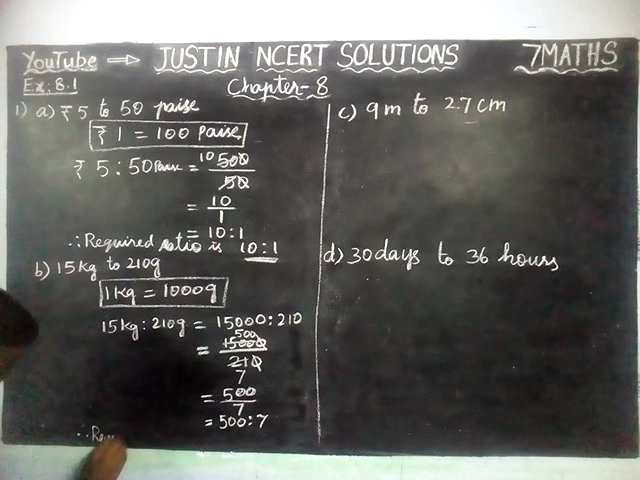 YouTube → JUSTIN NCERT SOLUTIONS 7MATHS
Ex: 8.1
Chapter-8
1) a) ₹ 5 to 50 paise
₹ 1 = 100 Paise
₹ 5 : 50 Paise = 10 500 / 50
= 10 / 1
= 10:1
∴ Required ratio is 10:1
b) 15kg to 210g
1kg = 1000g
15kg : 210g = 15000:210
= 500 15000 / 210 7
= 500 / 7
= 500:7
c) 9m to 27cm
d) 30days to 36 hours